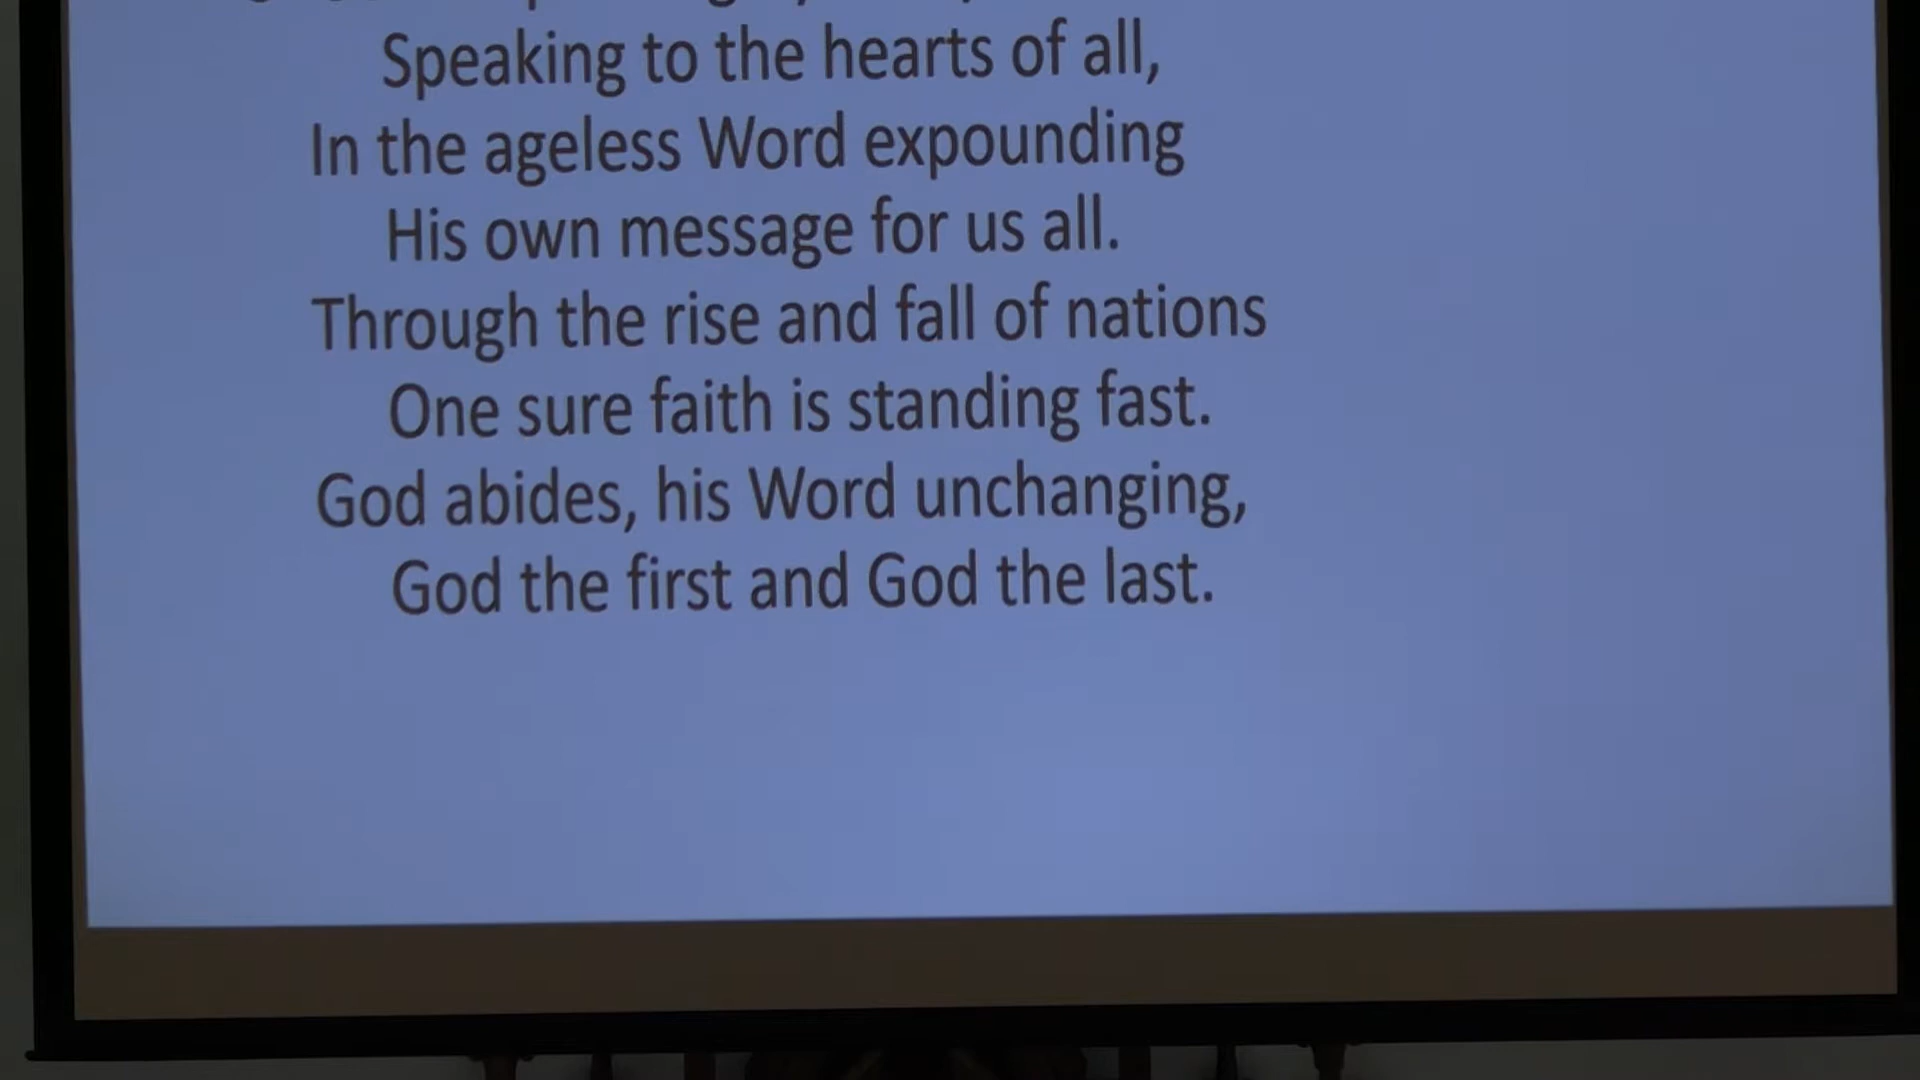 Speaking to the hearts of all,
In the ageless Word expounding
His own message for us all.
Through the rise and fall of nations
One sure faith is standing fast.
God abides, his Word unchanging,
God the first and God the last.